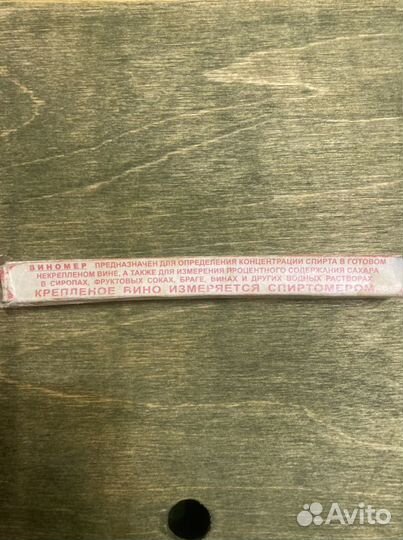 ВИНОМЕР ПРЕДНАЗНАЧЕН ДЛЯ ОПРЕДЕЛЕНИЯ КОНЦЕНТРАЦИИ СПИРТА В ГОТОВОМ
НЕКРЕПЛЕНОМ ВИНЕ, А ТАКЖЕ ДЛЯ ИЗМЕРЕНИЯ ПРОЦЕНТНОГО СОДЕРЖАНИЯ САХАРА
В СИРОПАХ, ФРУКТОВЫХ СОКАХ, БРАГЕ, ВИНАХ И ДРУГИХ ВОДНЫХ РАСТВОРАХ
КРЕПЛЕНОЕ ВИНО ИЗМЕРЯЕТСЯ СПИРТОМЕРОМ
Avito